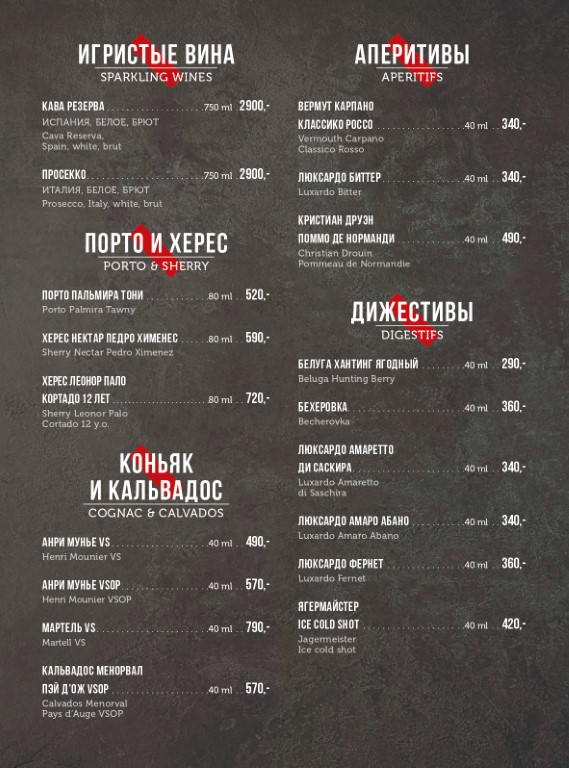 ИГРИСТЫЕ ВИНА
SPARKLING WINES
КАВА РЕЗЕРВА 750 ml 2900,-
ИСПАНИЯ, БЕЛОЕ, БРЮТ
Cava Reserva,
Spain, white, brut
ПРОСЕККО 750 ml 2900,-
ИТАЛИЯ, БЕЛОЕ, БРЮТ
Prosecco, Italy, white, brut
ПОРТО И ХЕРЕС
PORTO & SHERRY
ПОРТО ПАЛЬМИРА ТОНИ 80 ml 520,-
Porto Palmira Tawny
ХЕРЕС НЕКТАР ПЕДРО ХИМЕНЕС 80 ml 590,-
Sherry Nectar Pedro Ximenez
ХЕРЕС ЛЕОНОР ПАЛО
КОРТАДО 12 ЛЕТ 80 ml 720,-
Sherry Leonor Palo
Cortado 12 y.o.
КОНЬЯК
И КАЛЬВАДОС
COGNAC & CALVADOS
АНРИ МУНЬЕ VS 40 ml 490,-
Henri Mounier VS
АНРИ МУНЬЕ VSOP 40 ml 570,-
Henri Mounier VSOP
МАРТЕЛЬ VS 40 ml 790,-
Martell VS
КАЛЬВАДОС МЕНОРВАЛ
ПЭЙ Д'ОЖ VSOP 40 ml 570,-
Calvados Menorval
Pays d'Auge VSOP
АПЕРИТИВЫ
APERITIFS
ВЕРМУТ КАРПАНО
КЛАССИКО РОССО 40 ml 340,-
Vermouth Carpano
Classico Rosso
ЛЮКСАРДО БИТТЕР 40 ml 340,-
Luxardo Bitter
КРИСТИАН ДРУЭН
ПОММО ДЕ НОРМАНДИ 40 ml 490,-
Christian Drouin
Pommeau de Normandie
ДИЖЕСТИВЫ
DIGESTIFS
БЕЛУГА ХАНТИНГ ЯГОДНЫЙ 40 ml 290,-
Beluga Hunting Berry
БЕХЕРОВКА 40 ml 360,-
Becherovka
ЛЮКСАРДО АМАРЕТТО
ДИ САСКИРА 40 ml 340,-
Luxardo Amaretto
di Saschira
ЛЮКСАРДО АМАРО АБАНО 40 ml 340,-
Luxardo Amaro Abano
ЛЮКСАРДО ФЕРНЕТ 40 ml 360,-
Luxardo Fernet
ЯГЕРМАЙСТЕР
ICE COLD SHOT 40 ml 420,-
Jagermeister
Ice cold shot